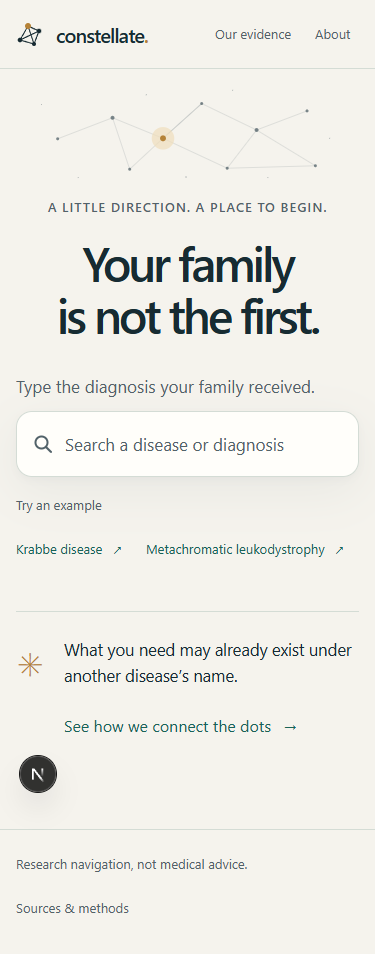 constellate.
Our evidence
About
A LITTLE DIRECTION. A PLACE TO BEGIN.
Your family
is not the first.
Type the diagnosis your family received.
Search a disease or diagnosis
Try an example
Krabbe disease ↗
Metachromatic leukodystrophy ↗
What you need may already exist under
another disease’s name.
See how we connect the dots →
N
Research navigation, not medical advice.
Sources & methods